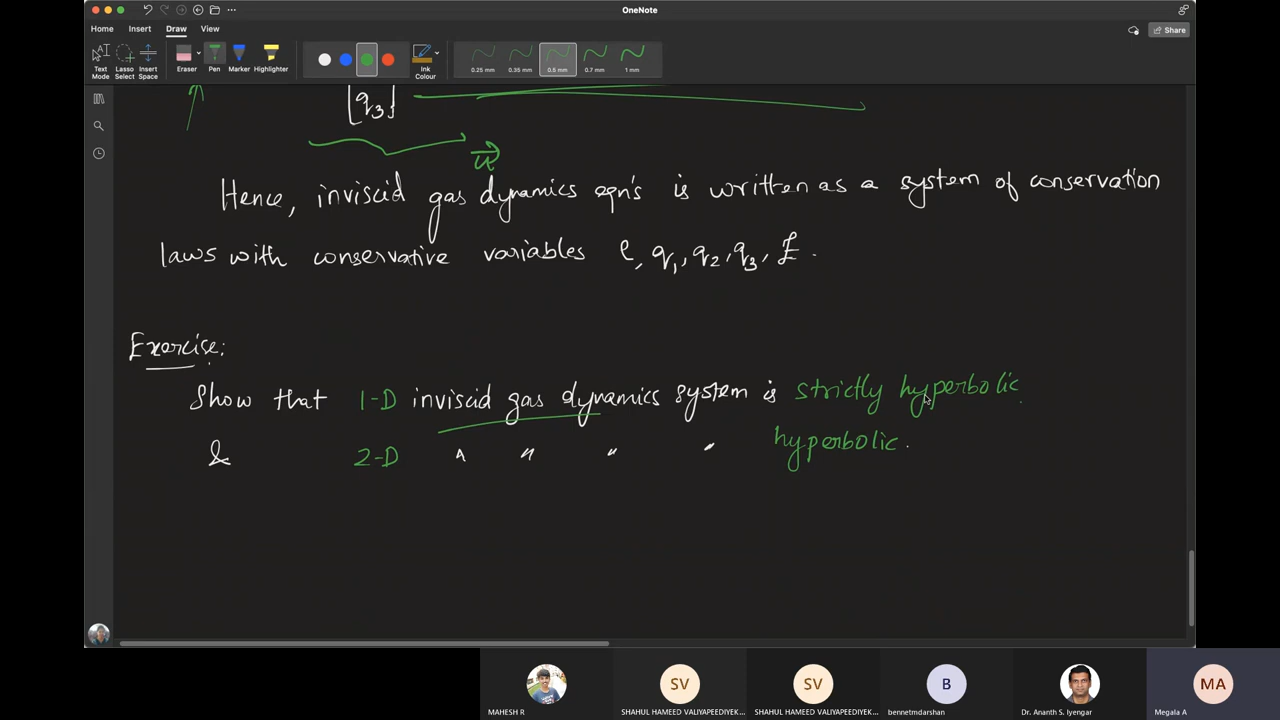 OneNote
Home Insert Draw View
Share
Text Mode Lasso Select Insert Space Eraser Pen Marker Highlighter Ink Colour 0.25 mm 0.35 mm 0.5 mm 0.7 mm 1 mm
[q3]
u
Hence, inviscid gas dynamics eqn's is written as a system of conservation
laws with conservative variables ρ, q1, q2, q3, E.
Exercise:
Show that 1-D inviscid gas dynamics system is strictly hyperbolic.
& 2-D " " " " hyperbolic.
SV SV B MA
MAHESH R SHAHUL HAMEED VALIYAPEEDIYEK... SHAHUL HAMEED VALIYAPEEDIYEK... bennetmdarshan Dr. Ananth S. Iyengar Megala A